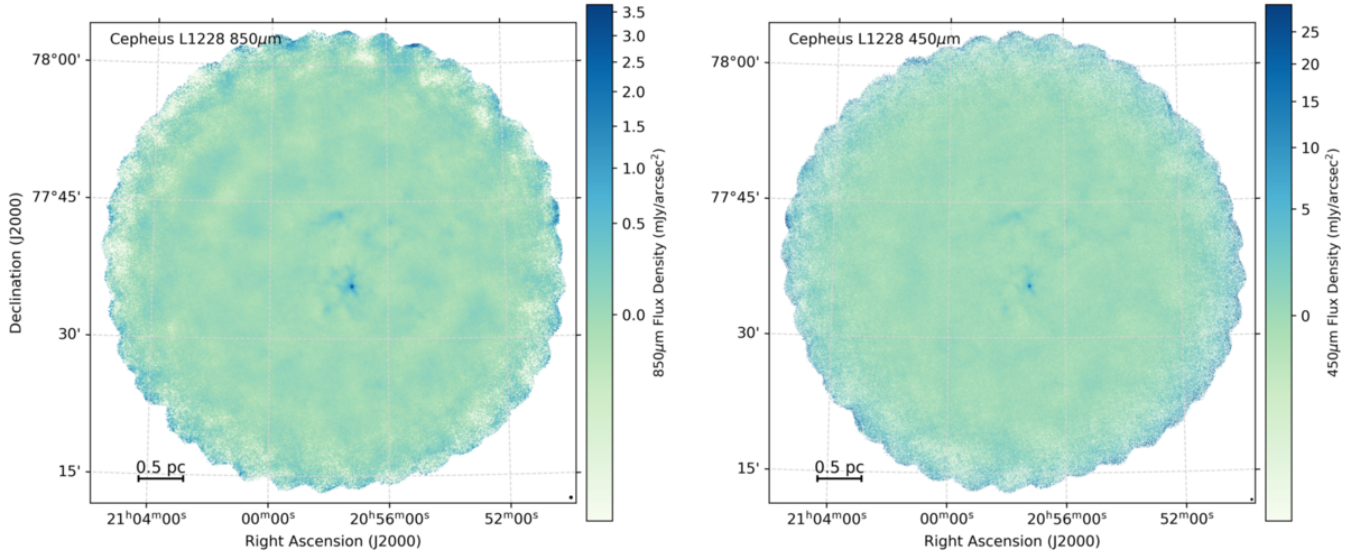 Cepheus L1228 850μm
78°00'
77°45'
30'
15'
Declination (J2000)
0.5 pc
21ʰ04ᵐ00ˢ
00ᵐ00ˢ
20ʰ56ᵐ00ˢ
52ᵐ00ˢ
Right Ascension (J2000)
3.5
3.0
2.5
2.0
1.5
1.0
0.5
0.0
850μm Flux Density (mJy/arcsec²)
Cepheus L1228 450μm
78°00'
77°45'
30'
15'
0.5 pc
21ʰ04ᵐ00ˢ
00ᵐ00ˢ
20ʰ56ᵐ00ˢ
52ᵐ00ˢ
Right Ascension (J2000)
25
20
15
10
5
0
450μm Flux Density (mJy/arcsec²)